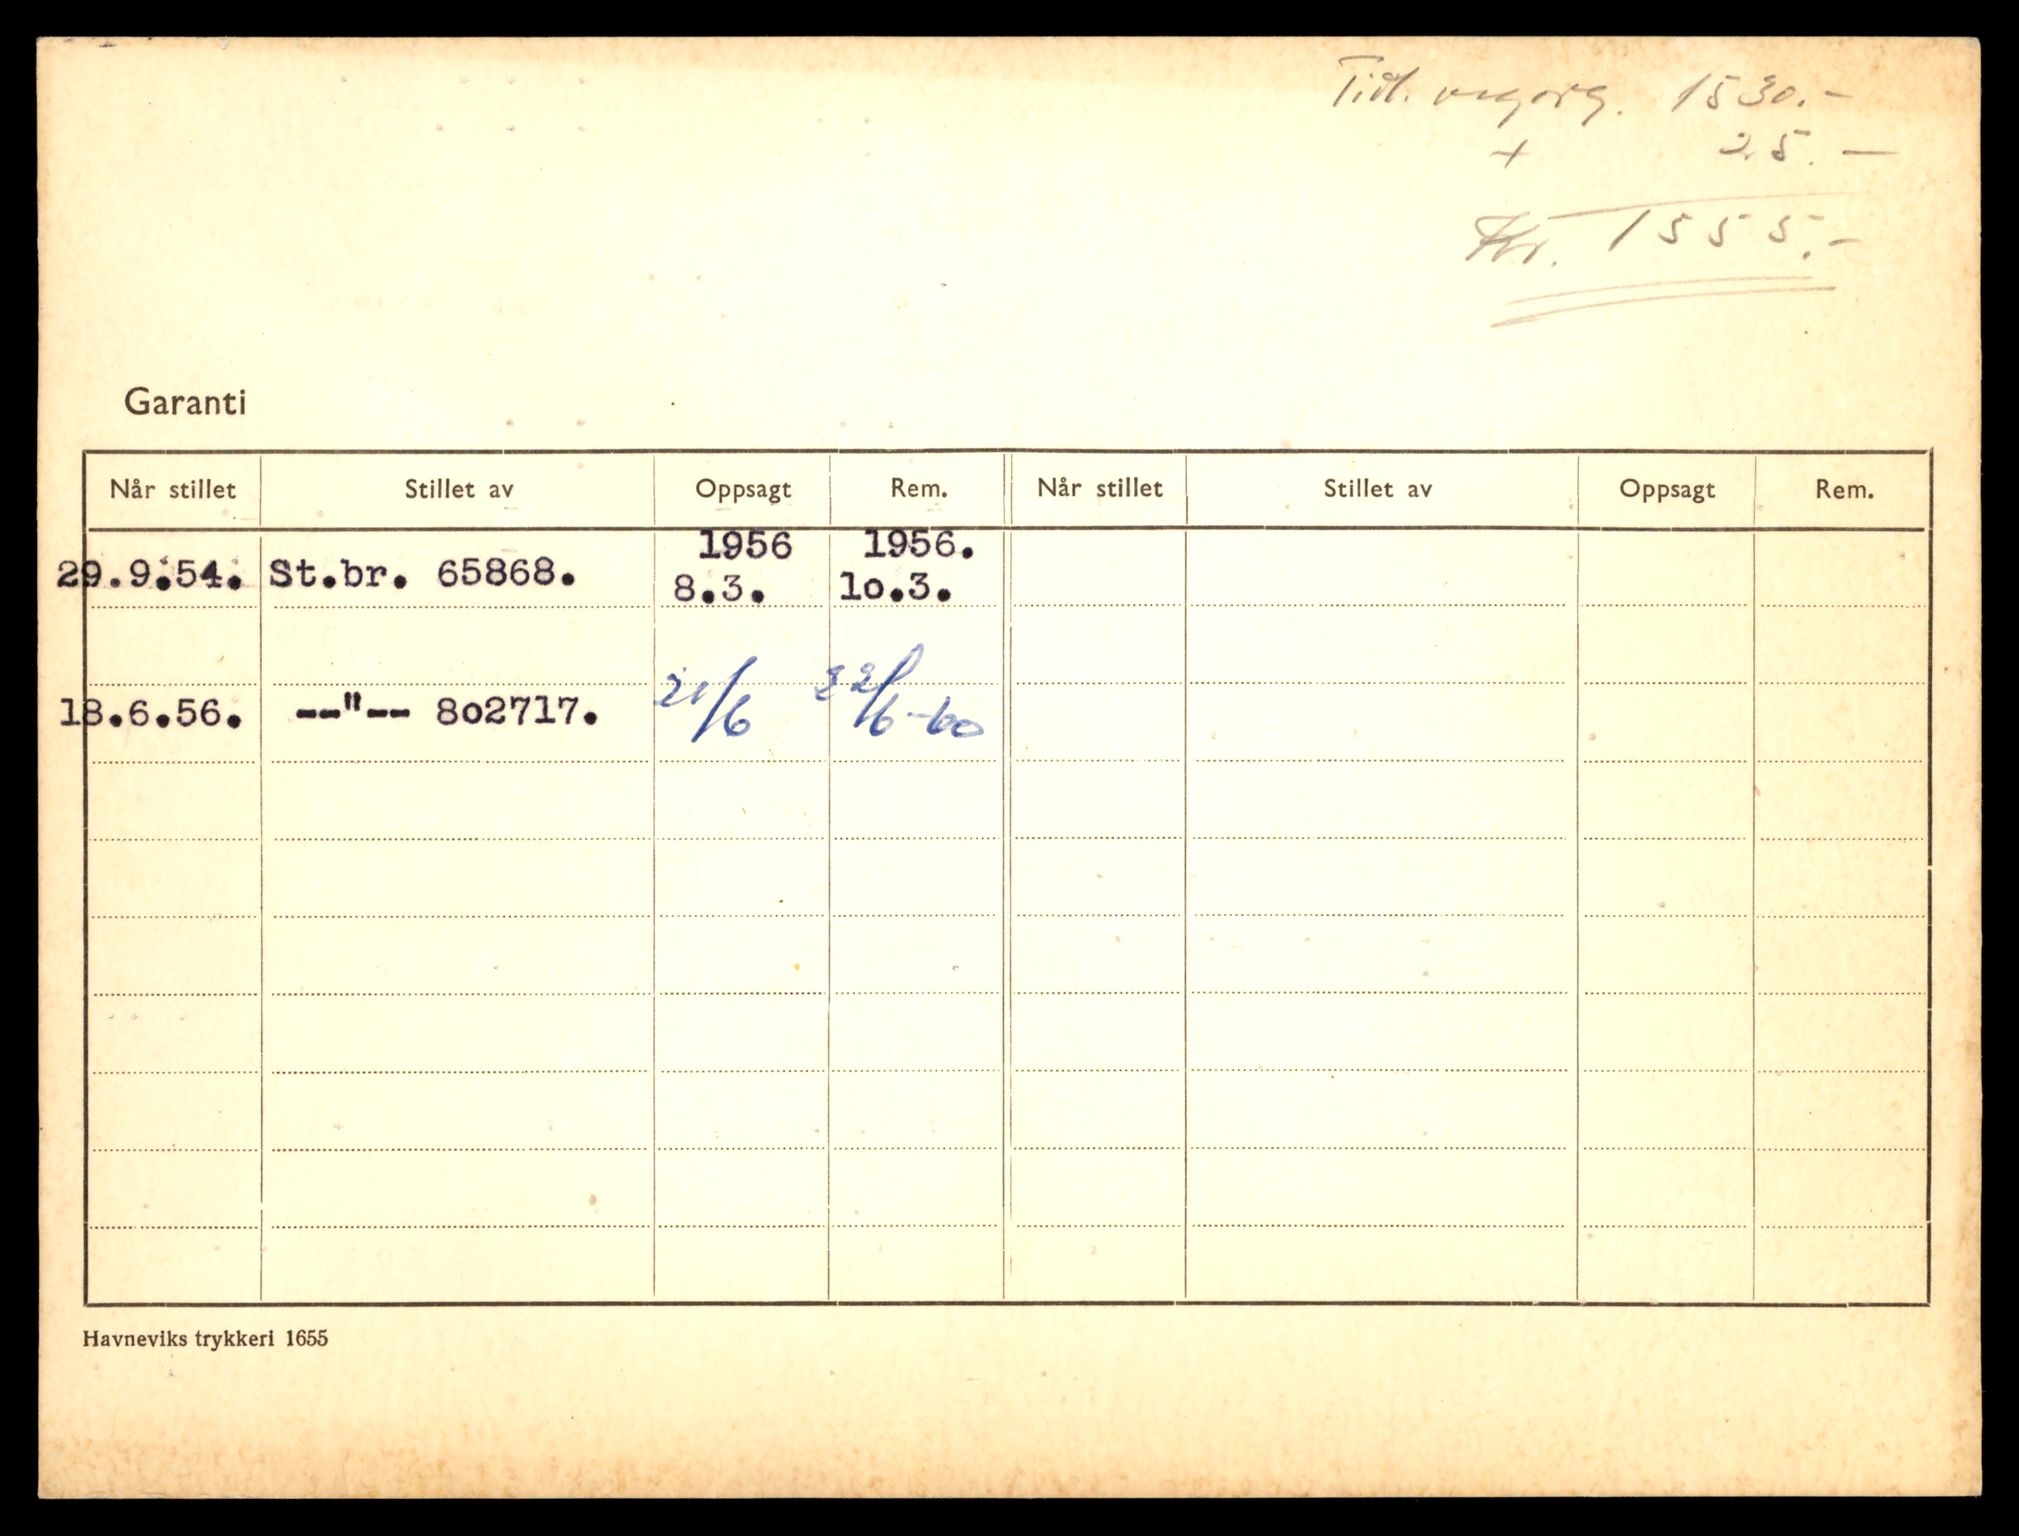 Tidl. 1530.-
+ 25.-
Kr. 1555.-
Garanti
Når stillet Stillet av Oppsagt Rem. Når stillet Stillet av Oppsagt Rem.
1956 1956.
29.9.54. St.br. 65868. 8.3. 1o.3.
18.6.56. --"-- 8o2717. 21/6 22/6-60
Havneviks trykkeri 1655